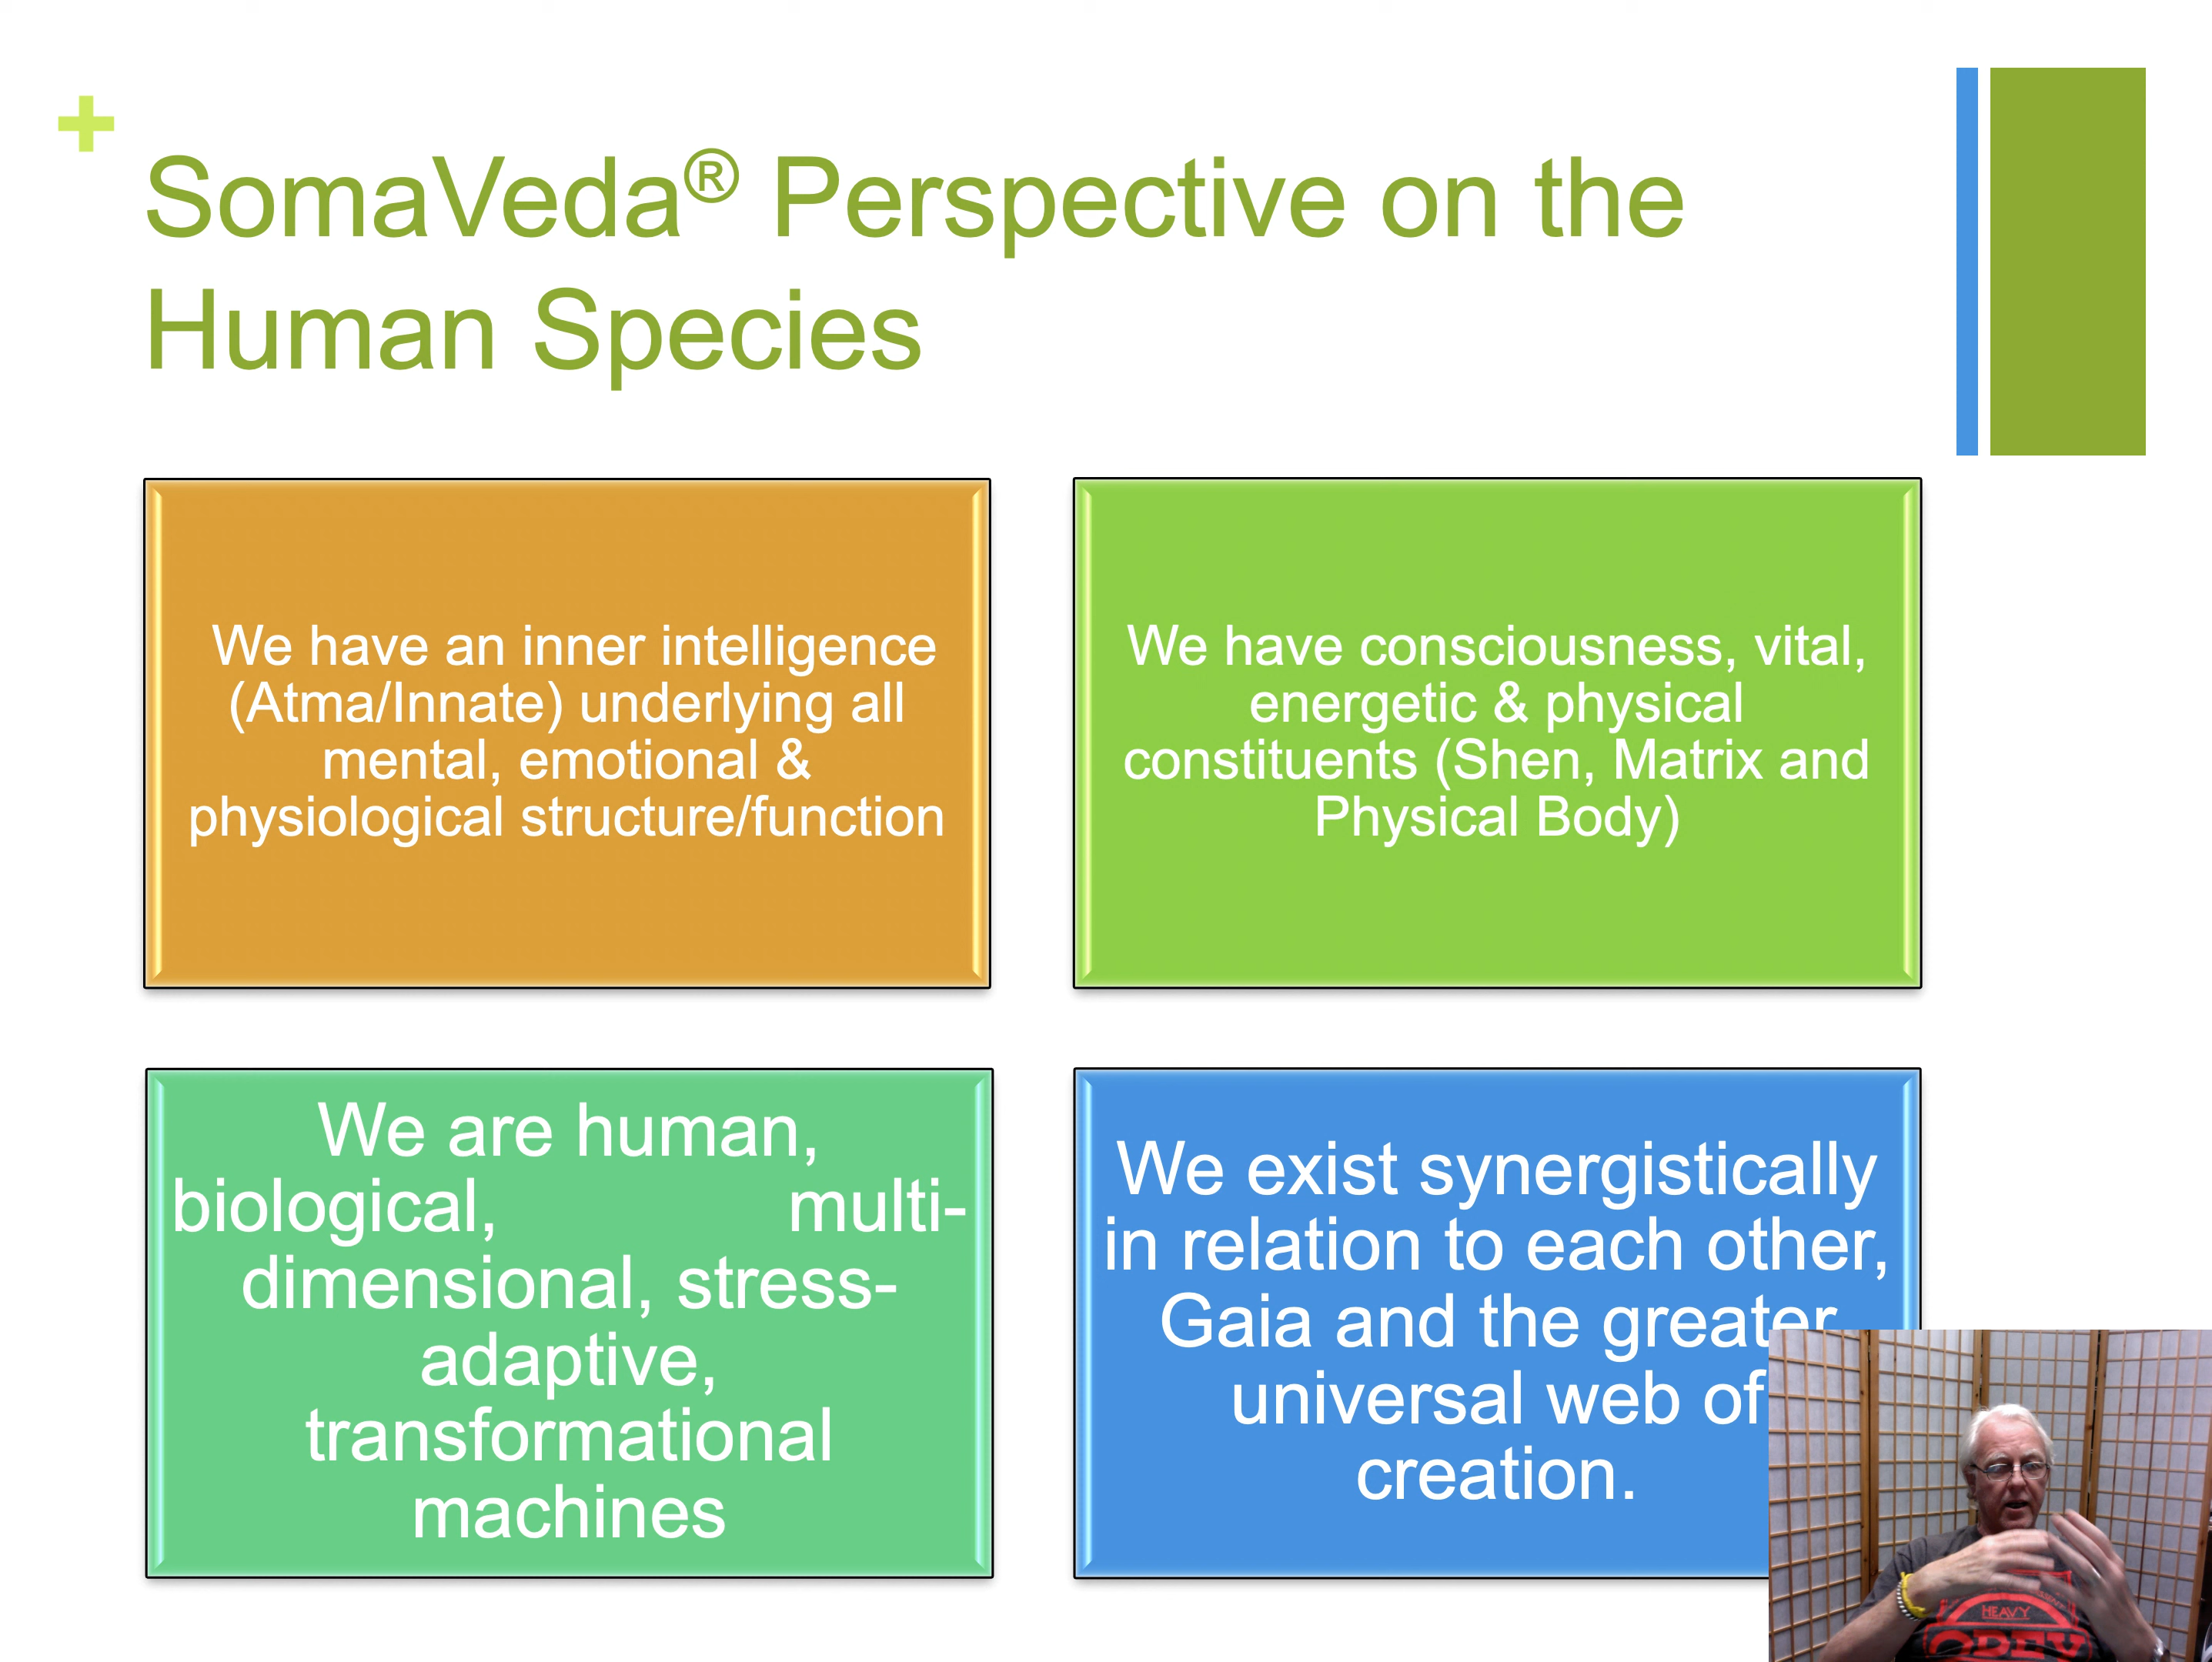 +
SomaVeda® Perspective on the
Human Species
We have an inner intelligence
(Atma/Innate) underlying all
mental, emotional &
physiological structure/function
We have consciousness, vital,
energetic & physical
constituents (Shen, Matrix and
Physical Body)
We are human,
biological, multi-
dimensional, stress-
adaptive,
transformational
machines
We exist synergistically
in relation to each other,
Gaia and the greater
universal web of
creation.
HEAVY
OBEY